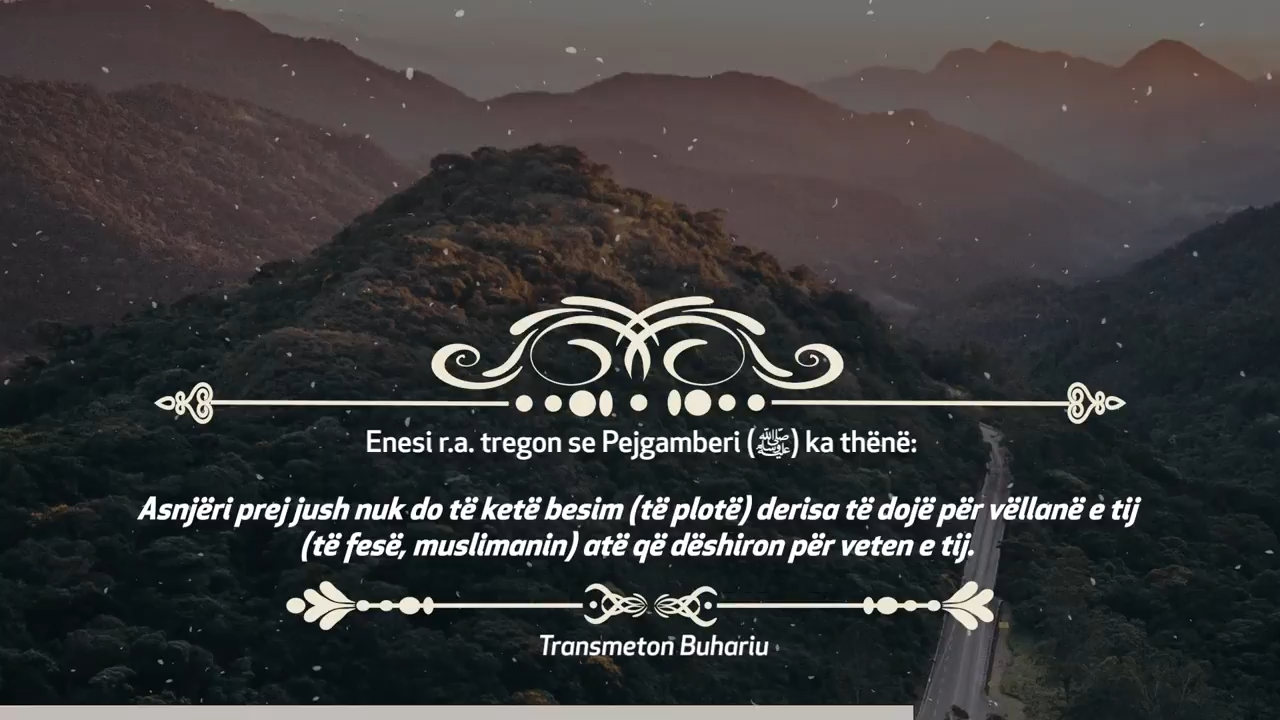 Enesi r.a. tregon se Pejgamberi (ﷺ) ka thënë:
Asnjëri prej jush nuk do të ketë besim (të plotë) derisa të dojë për vëllanë e tij
(të fesë, muslimanin) atë që dëshiron për veten e tij.
Transmeton Buhariu